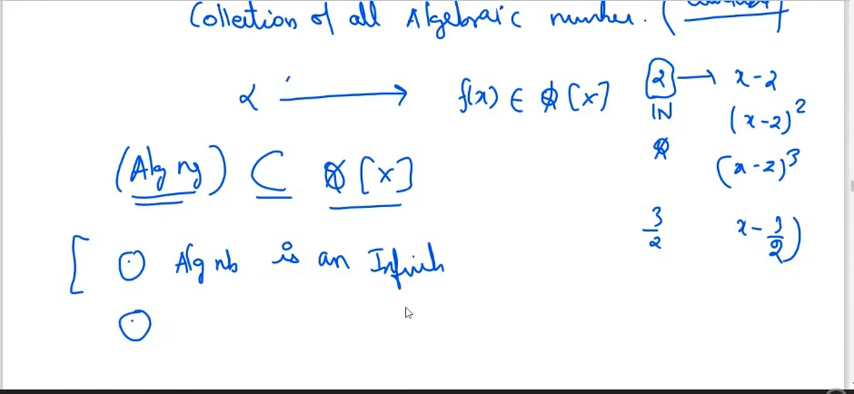 Collection of all Algebraic number. (
α ⟶ f(x) ∈ Q[x] 2 ⟶ x-2
IN (x-2)²
Q (x-2)³
(Alg ng) ⊆ Q[x]
3/2 x - 3/2)
[ ○ Alg nb is an Infinite
○